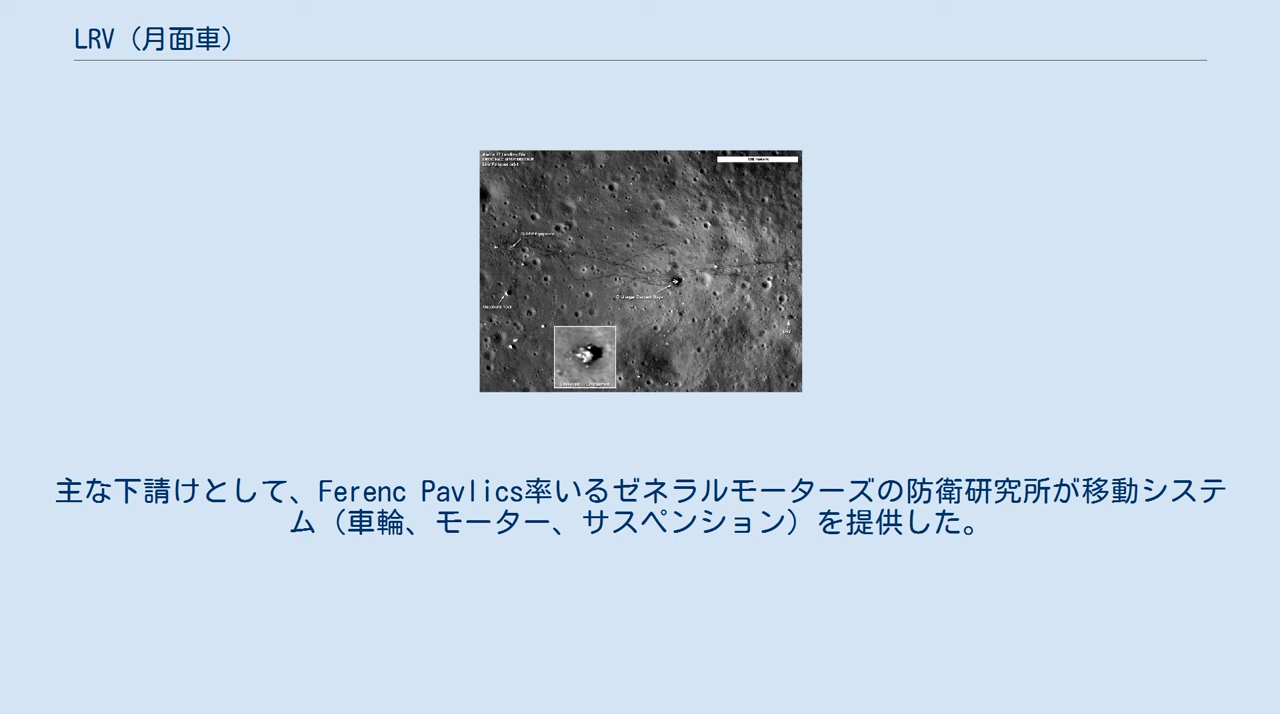 LRV（月面車）
LRV
主な下請けとして、Ferenc Pavlics率いるゼネラルモーターズの防衛研究所が移動システ
ム（車輪、モーター、サスペンション）を提供した。